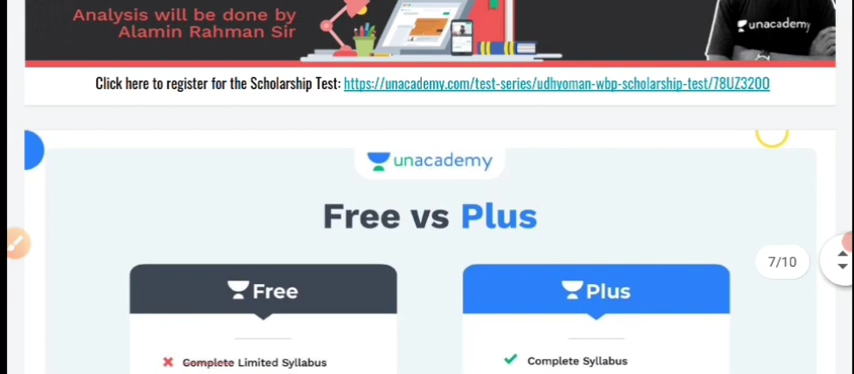 Analysis will be done by
Alamin Rahman Sir
unacademy
Click here to register for the Scholarship Test: https://unacademy.com/test-series/udhyoman-wbp-scholarship-test/78UZ32OO
unacademy
Free vs Plus
7/10
Free
Plus
Complete Limited Syllabus
Complete Syllabus